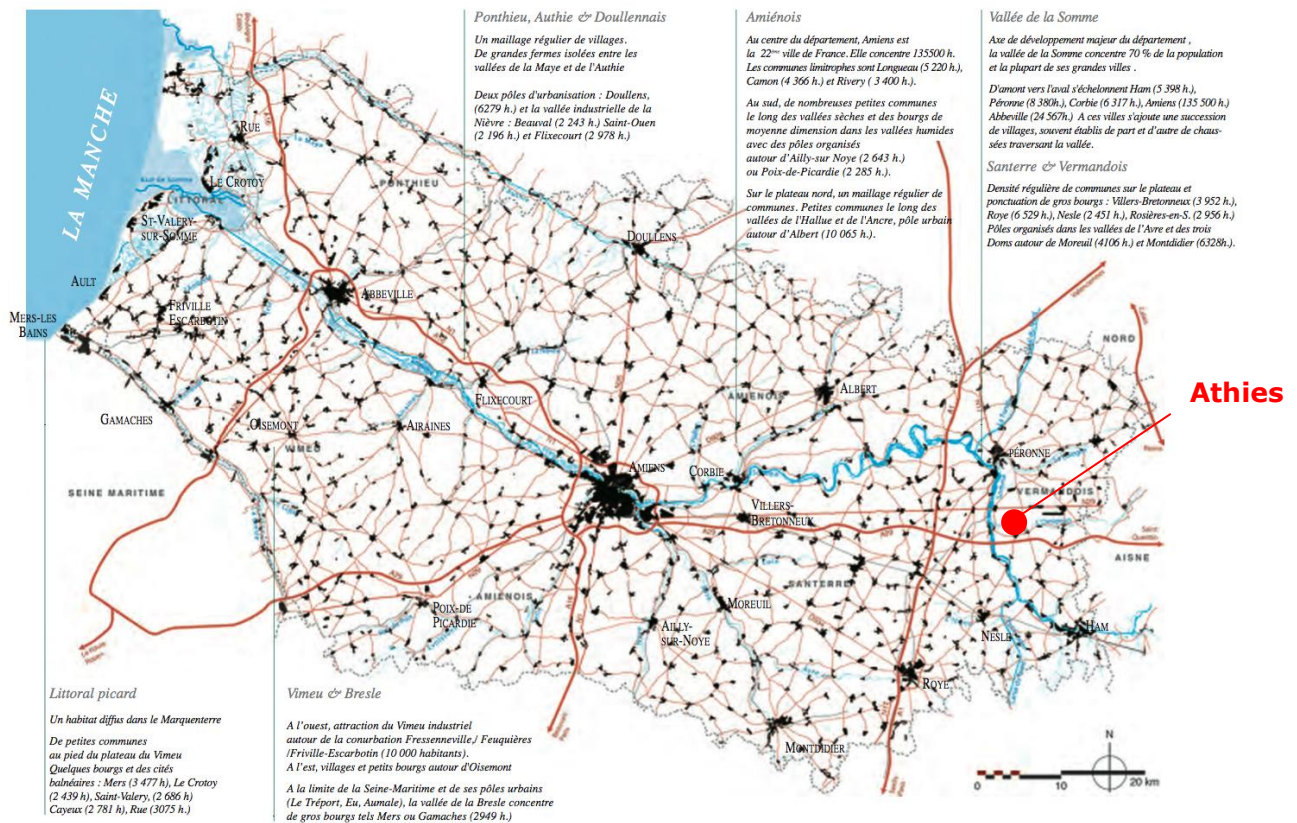 Ponthieu, Authie & Doullennais
Un maillage régulier de villages.
De grandes fermes isolées entre les
vallées de la Maye et de l'Authie
Deux pôles d'urbanisation : Doullens,
(6279 h.) et la vallée industrielle de la
Nièvre : Beauval (2 243 h.) Saint-Ouen
(2 196 h.) et Flixecourt (2 978 h.)
Amiénois
Au centre du département, Amiens est
la 22ème ville de France. Elle concentre 135500 h.
Les communes limitrophes sont Longueau (5 220 h.),
Camon (4 366 h.) et Rivery ( 3 400 h.).
Au sud, de nombreuses petites communes
le long des vallées sèches et des bourgs de
moyenne dimension dans les vallées humides
avec des pôles organisés
autour d'Ailly-sur Noye (2 643 h.)
ou Poix-de-Picardie (2 285 h.).
Sur le plateau nord, un maillage régulier de
communes. Petites communes le long des
vallées de l'Hallue et de l'Ancre, pôle urbain
autour d'Albert (10 065 h.).
Vallée de la Somme
Axe de développement majeur du département ,
la vallée de la Somme concentre 70 % de la population
et la plupart de ses grandes villes .
D'amont vers l'aval s'échelonnent Ham (5 398 h.),
Péronne (8 380h.), Corbie (6 317 h.), Amiens (135 500 h.)
Abbeville (24 567h.) A ces villes s'ajoute une succession
de villages, souvent établis de part et d'autre de chaus-
sées traversant la vallée.
Santerre & Vermandois
Densité régulière de communes sur le plateau et
ponctuation de gros bourgs : Villers-Bretonneux (3 952 h.),
Roye (6 529 h.), Nesle (2 451 h.), Rosières-en-S. (2 956 h.)
Pôles organisés dans les vallées de l'Avre et des trois
Doms autour de Moreuil (4106 h.) et Montdidier (6328h.).
LA MANCHE
RUE
La Maye
LE CROTOY
PONTHIEU
LITTORAL
ST-VALERY-
SUR-SOMME
DOULLENS
AULT
ABBEVILLE
MERS-LES
BAINS
FRIVILLE
ESCARBOTIN
NORD
ALBERT
Athies
AMIENOIS
FLIXECOURT
GAMACHES
OISEMONT
AIRAINES
VIMEU
AMIENS
CORBIE
PÉRONNE
SEINE MARITIME
VERMANDOIS
VILLERS-
BRETONNEUX
Saint
Quentin
AISNE
SANTERRE
AMIENOIS
POIX-DE
PICARDIE
MOREUIL
AILLY-
SUR-NOYE
NESLE
HAM
ROYE
MONTDIDIER
N
0 10 20 km
Littoral picard
Un habitat diffus dans le Marquenterre
De petites communes
au pied du plateau du Vimeu
Quelques bourgs et des cités
balnéaires : Mers (3 477 h), Le Crotoy
(2 439 h), Saint-Valery, (2 686 h)
Cayeux (2 781 h), Rue (3075 h.)
Vimeu & Bresle
A l'ouest, attraction du Vimeu industriel
autour de la conurbation Fressenneville/ Feuquières
/Friville-Escarbotin (10 000 habitants).
A l'est, villages et petits bourgs autour d'Oisemont
A la limite de la Seine-Maritime et de ses pôles urbains
(Le Tréport, Eu, Aumale), la vallée de la Bresle concentre
de gros bourgs tels Mers ou Gamaches (2949 h.)